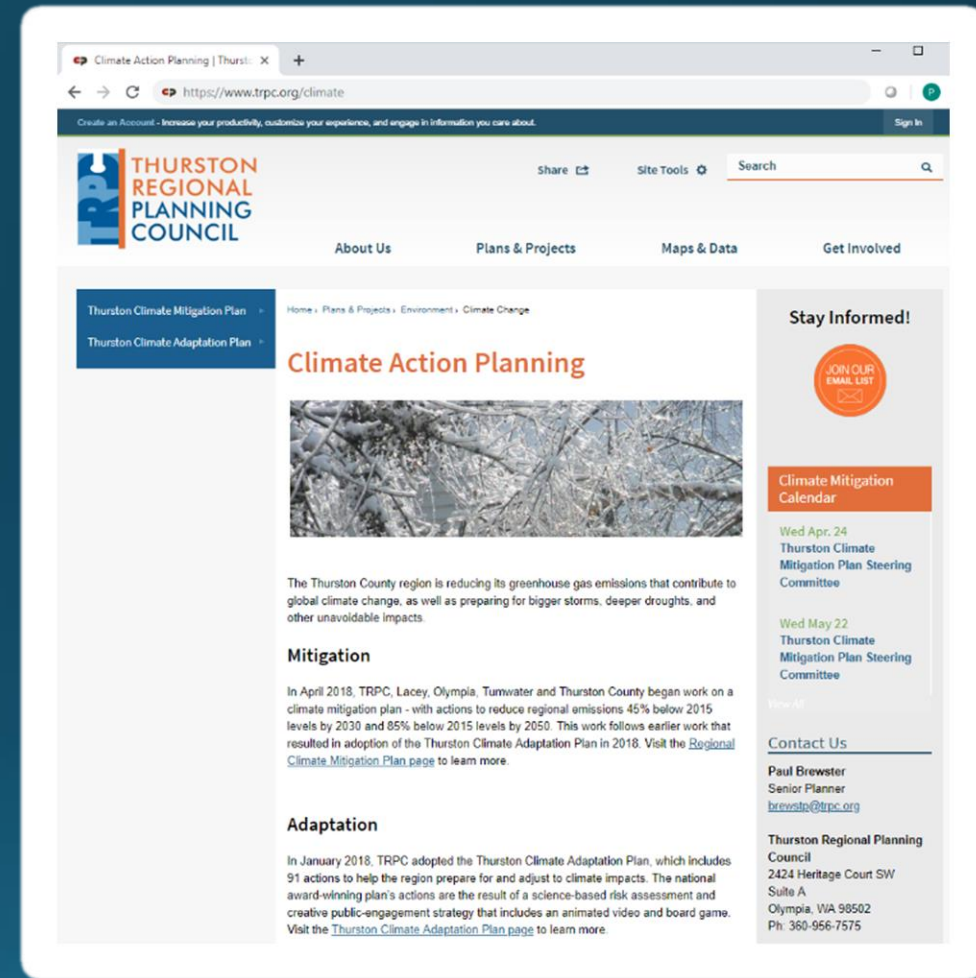 Climate Action Planning | Thurst
https://www.trpc.org/climate
P
Create an Account - Increase your productivity, customize your experience, and engage in information you care about.
Sign In
TRPC
THURSTON
REGIONAL
PLANNING
COUNCIL
Share
Site Tools
Search
About Us
Plans & Projects
Maps & Data
Get Involved
Thurston Climate Mitigation Plan
Thurston Climate Adaptation Plan
Home › Plans & Projects › Environment › Climate Change
Climate Action Planning
The Thurston County region is reducing its greenhouse gas emissions that contribute to
global climate change, as well as preparing for bigger storms, deeper droughts, and
other unavoidable impacts.
Mitigation
In April 2018, TRPC, Lacey, Olympia, Tumwater and Thurston County began work on a
climate mitigation plan - with actions to reduce regional emissions 45% below 2015
levels by 2030 and 85% below 2015 levels by 2050. This work follows earlier work that
resulted in adoption of the Thurston Climate Adaptation Plan in 2018. Visit the Regional
Climate Mitigation Plan page to learn more.
Adaptation
In January 2018, TRPC adopted the Thurston Climate Adaptation Plan, which includes
91 actions to help the region prepare for and adjust to climate impacts. The national
award-winning plan's actions are the result of a science-based risk assessment and
creative public-engagement strategy that includes an animated video and board game.
Visit the Thurston Climate Adaptation Plan page to learn more.
Stay Informed!
JOIN OUR
EMAIL LIST
Climate Mitigation
Calendar
Wed Apr. 24
Thurston Climate
Mitigation Plan Steering
Committee
Wed May 22
Thurston Climate
Mitigation Plan Steering
Committee
View All
Contact Us
Paul Brewster
Senior Planner
brewstp@trpc.org
Thurston Regional Planning
Council
2424 Heritage Court SW
Suite A
Olympia, WA 98502
Ph: 360-956-7575